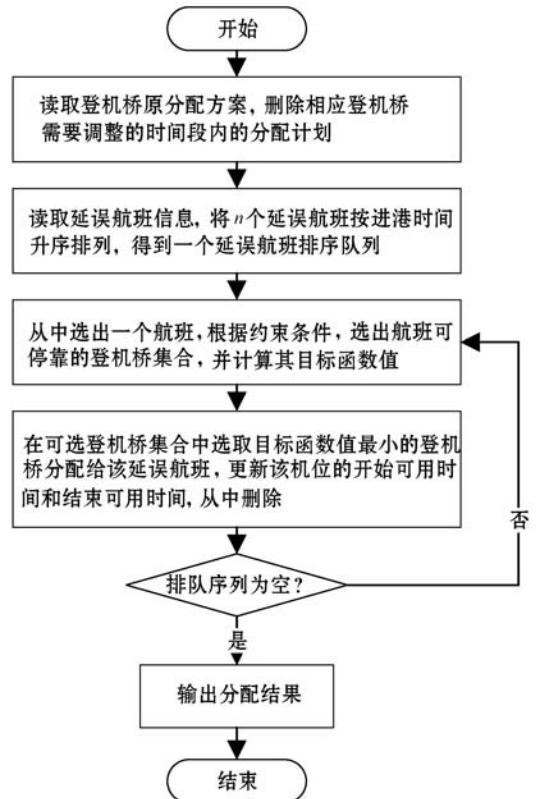 开始
读取登机桥原分配方案, 删除相应登机桥
需要调整的时间段内的分配计划
读取延误航班信息, 将n个延误航班按进港时间
升序排列, 得到一个延误航班排序队列
从中选出一个航班, 根据约束条件, 选出航班可
停靠的登机桥集合, 并计算其目标函数值
在可选登机桥集合中选取目标函数值最小的登机
桥分配给该延误航班, 更新该机位的开始可用时
间和结束可用时间, 从中删除
排队序列为空?
否
是
输出分配结果
结束